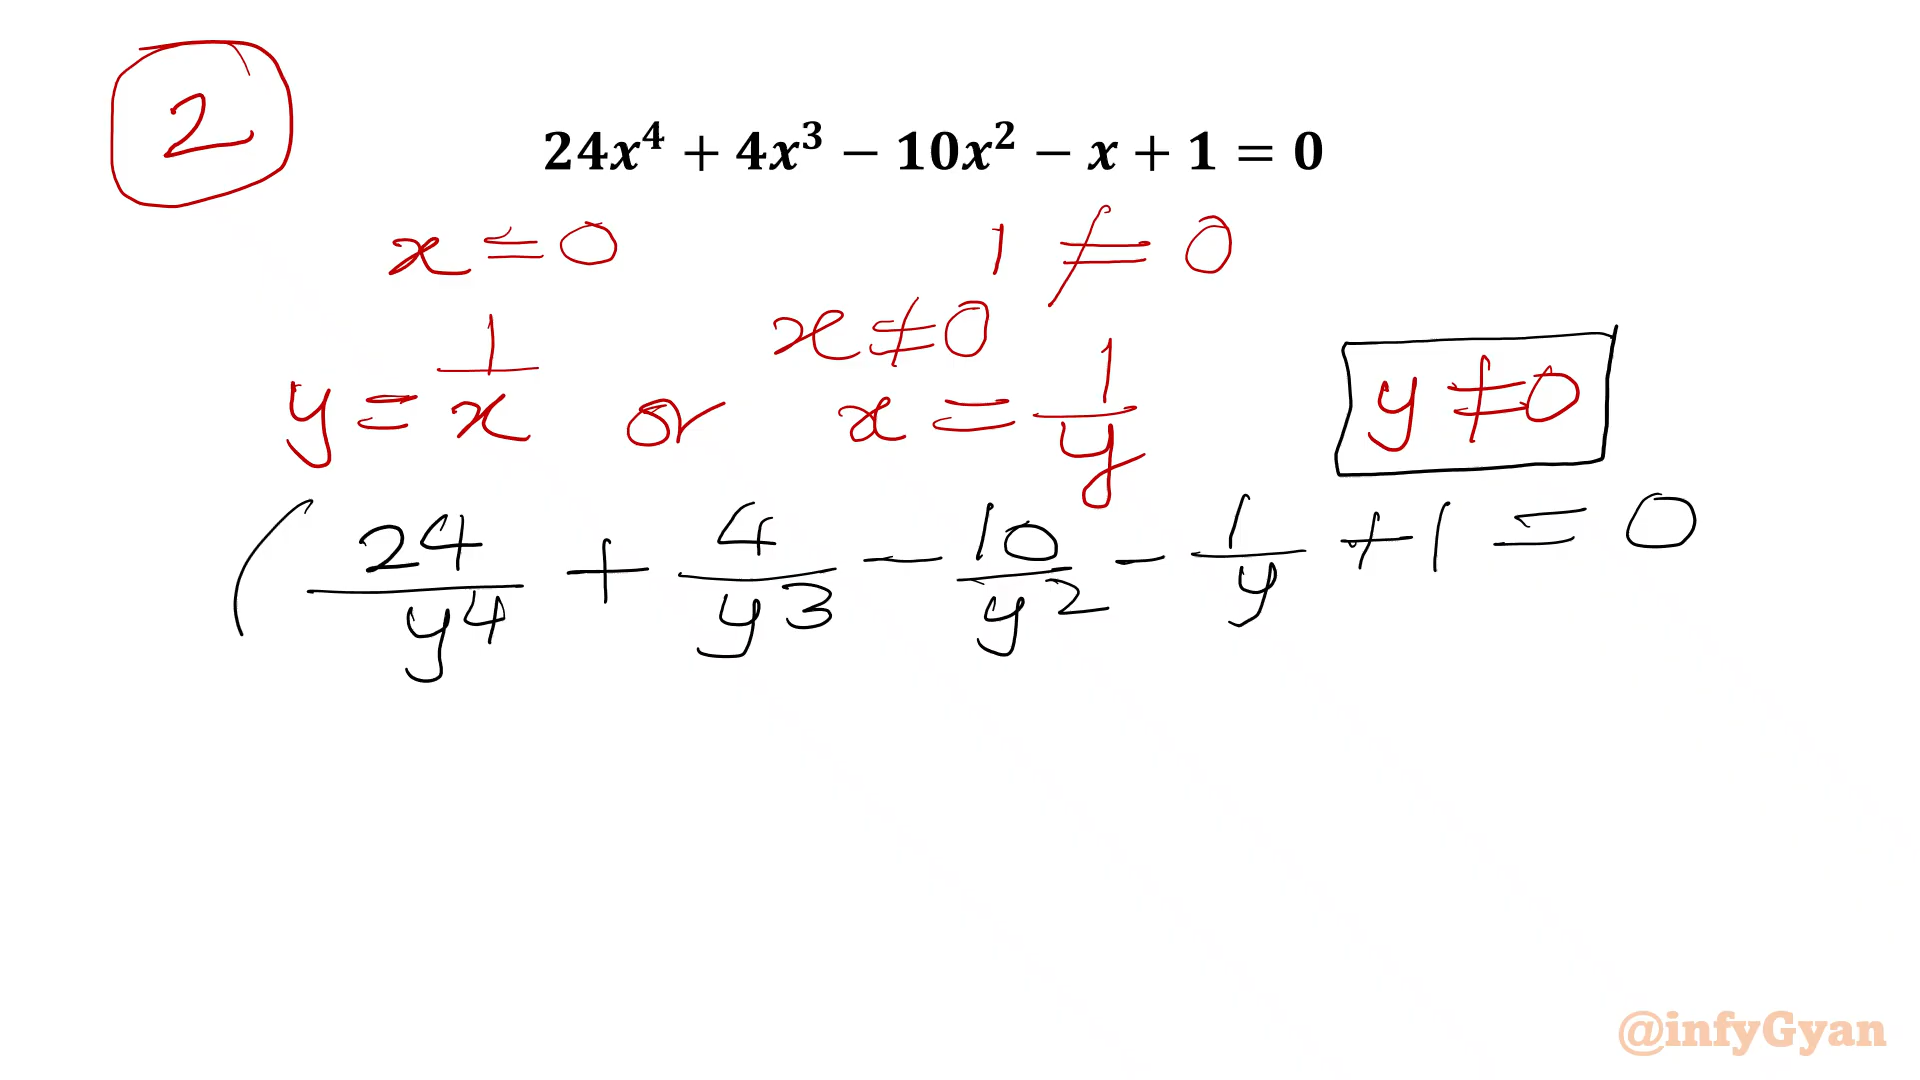 2
24x⁴ + 4x³ − 10x² − x + 1 = 0
x = 0    1 ≠ 0
x ≠ 0
y = 1/x or x = 1/y    y ≠ 0
( 24/y⁴ + 4/y³ − 10/y² − 1/y + 1 = 0
@infyGyan